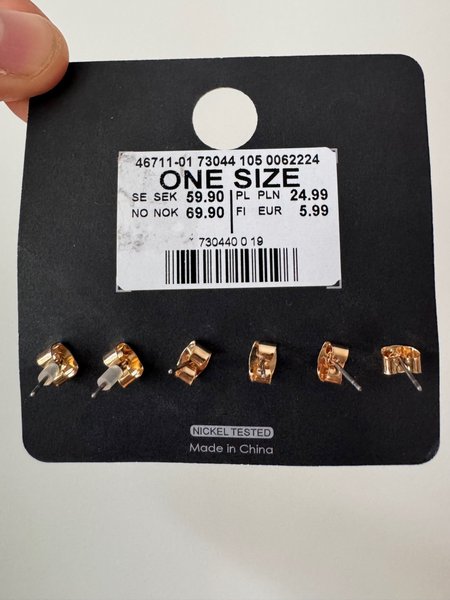 46711-01 73044 105 0062224
ONE SIZE
SE SEK 59.90 PL PLN 24.99
NO NOK 69.90 FI EUR 5.99
730440 0 19
NICKEL TESTED
Made in China